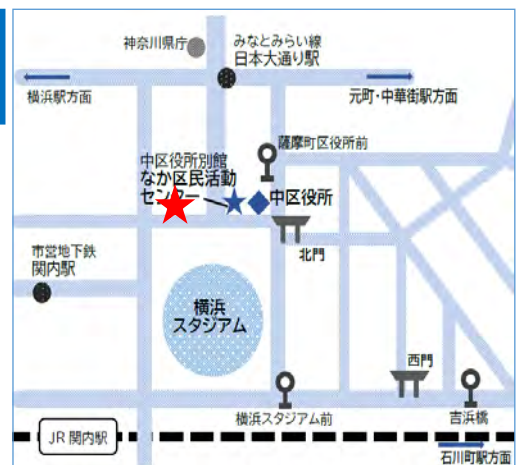 神奈川県庁
みなとみらい線
日本大通り駅
横浜駅方面
元町・中華街駅方面
薩摩町区役所前
中区役所別館
なか区民活動
センター
中区役所
北門
市営地下鉄
関内駅
横浜
スタジアム
西門
横浜スタジアム前
吉浜橋
JR 関内駅
石川町駅方面